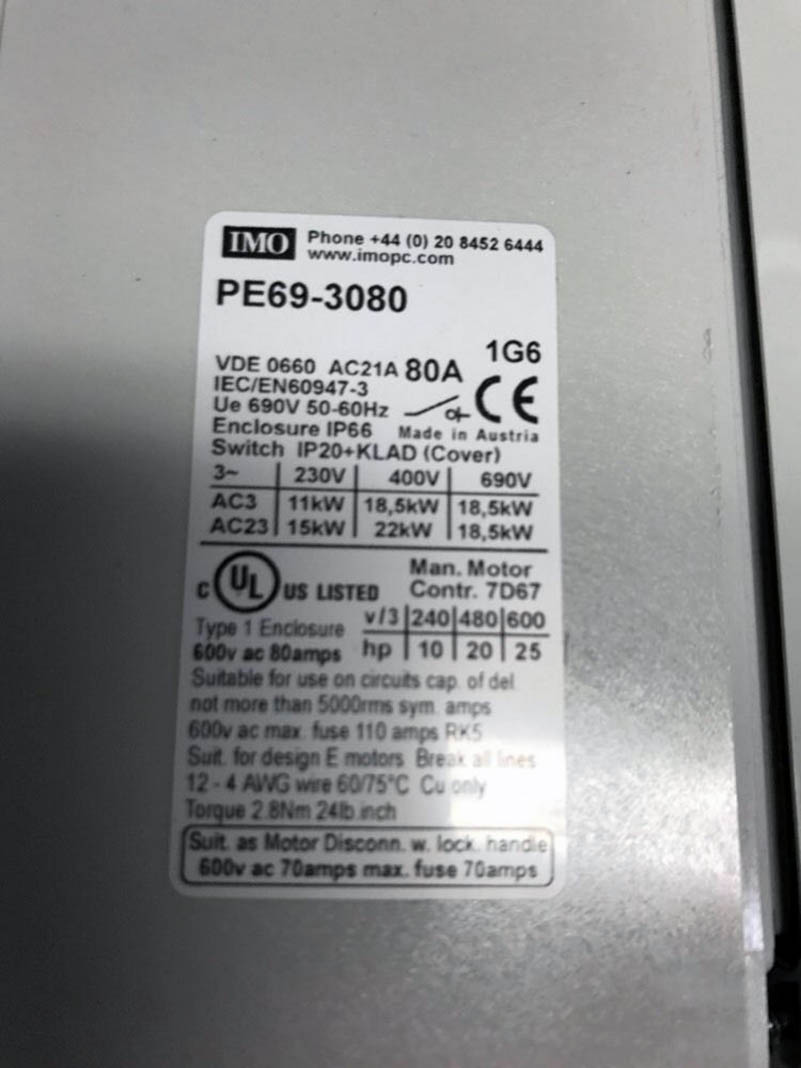 IMO Phone +44 (0) 20 8452 6444
www.imopc.com
PE69-3080
1G6
VDE 0660 AC21A 80A
IEC/EN60947-3
Ue 690V 50-60Hz CE
Enclosure IP66 Made in Austria
Switch IP20+KLAD (Cover)
3~ 230V 400V 690V
AC3 11kW 18,5kW 18,5kW
AC23 15kW 22kW 18,5kW
C UL US LISTED Man. Motor
Contr. 7D67
Type 1 Enclosure v/3 240 480 600
600v ac 80amps hp 10 20 25
Suitable for use on circuits cap. of del
not more than 5000rms sym. amps
600v ac max. fuse 110 amps RK5
Suit. for design E motors Break all lines
12 - 4 AWG wire 60/75°C Cu only
Torque 2.8Nm 24lb.inch
Suit. as Motor Disconn. w. lock. handle
600v ac 70amps max. fuse 70amps